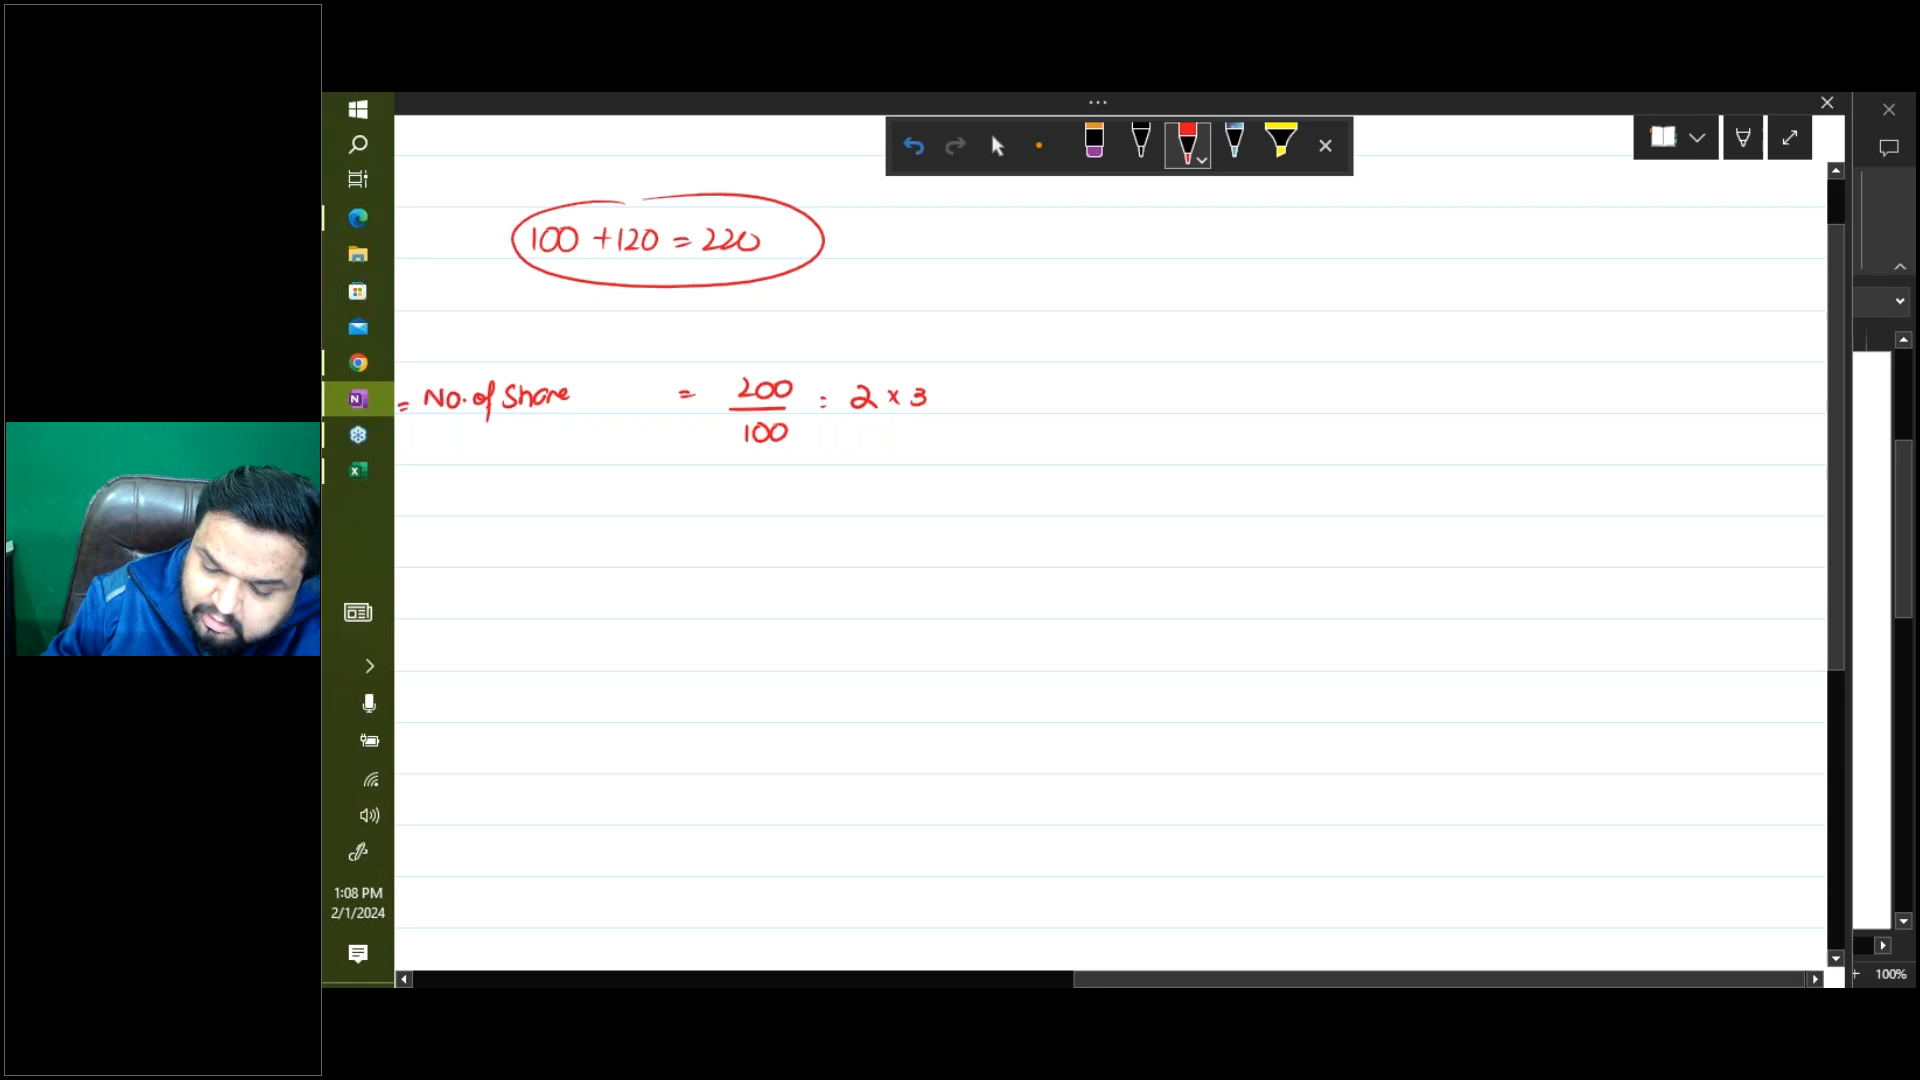 100 + 120 = 220
= No. of Share = 200 : 2 × 3
100
1:08 PM
2/1/2024
100%